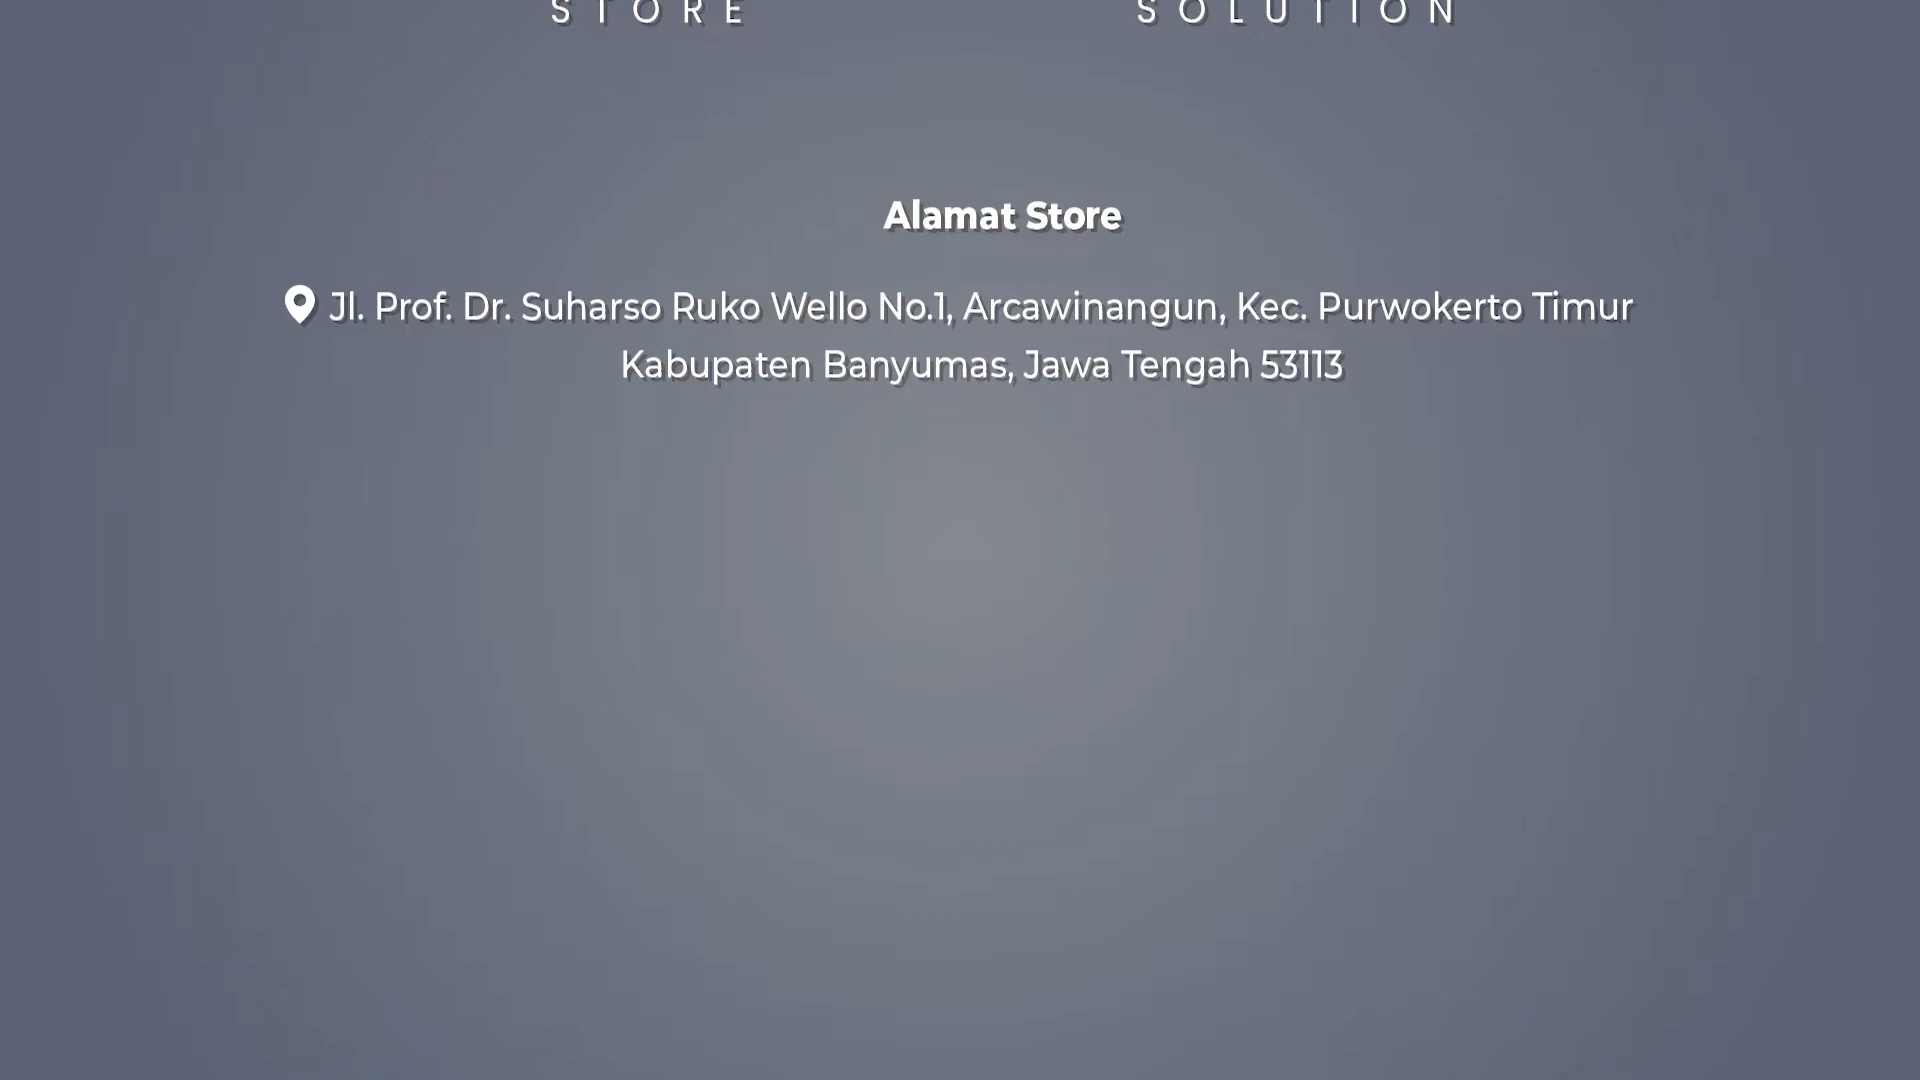 STORE SOLUTION
Alamat Store
Jl. Prof. Dr. Suharso Ruko Wello No.1, Arcawinangun, Kec. Purwokerto Timur
Kabupaten Banyumas, Jawa Tengah 53113